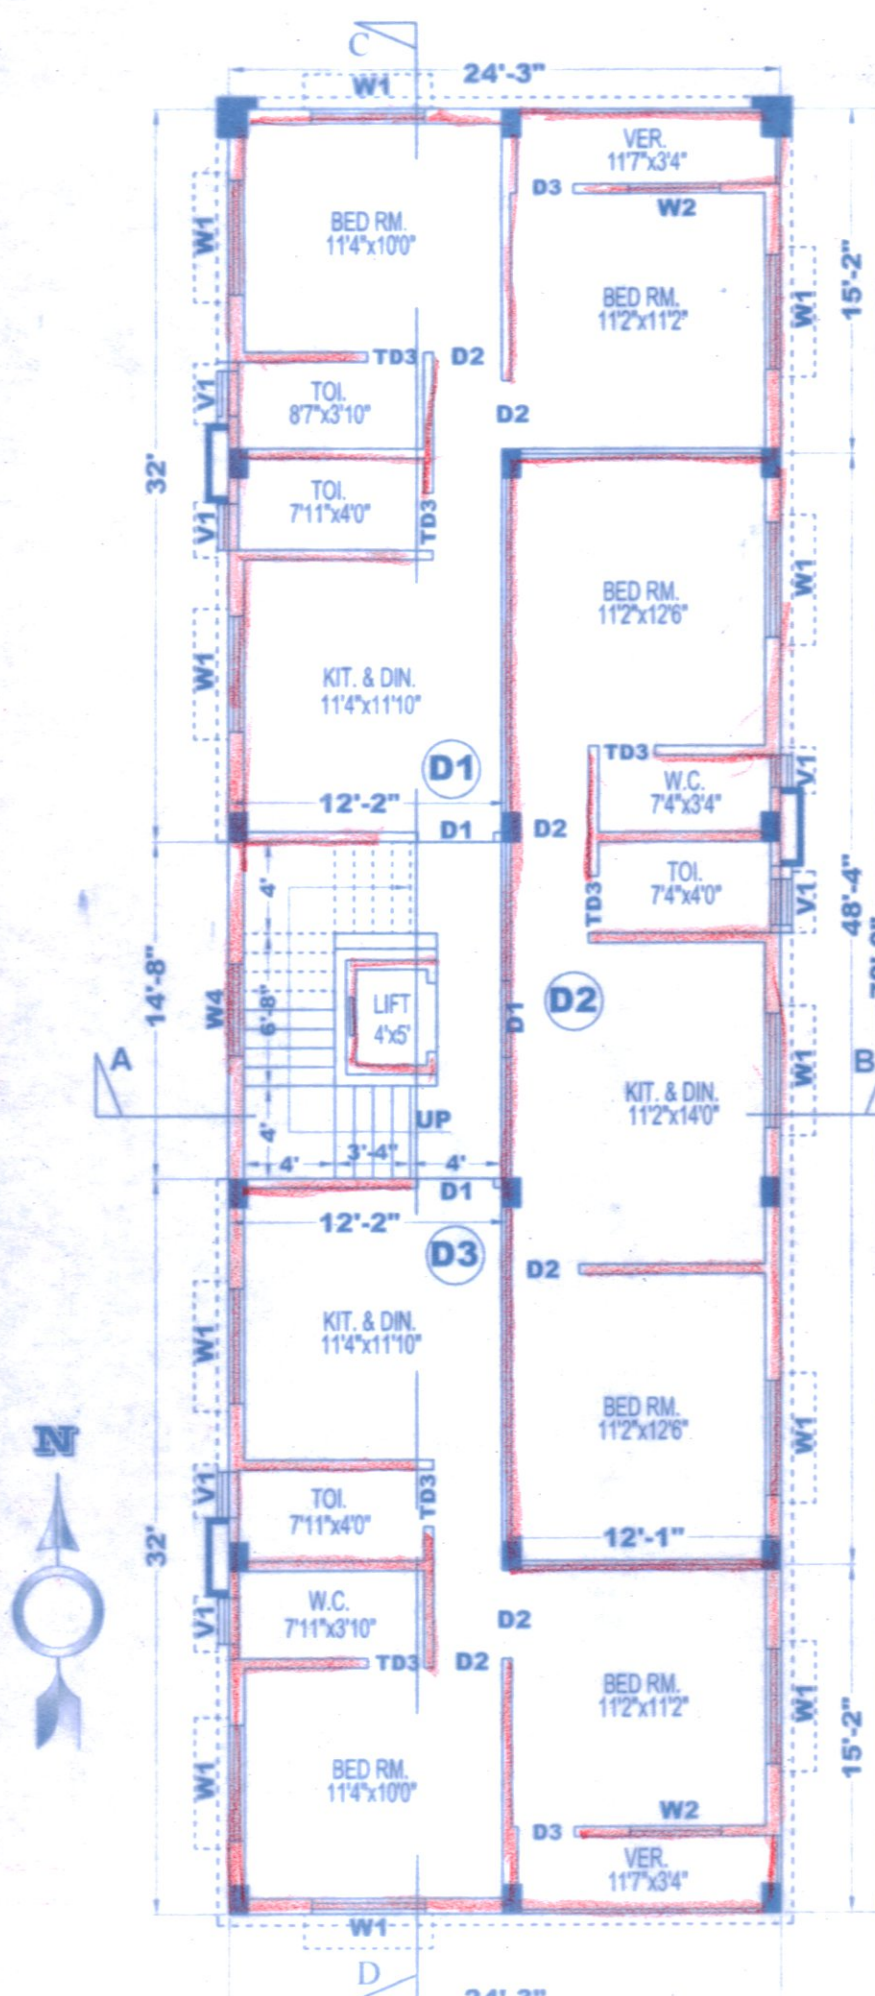 C
24'-3"
W1
VER.
11'7"x3'4"
D3
W2
W1
BED RM.
11'4"x10'0"
BED RM.
11'2"x11'2"
W1
15'-2"
TD3
D2
V1
TOI.
8'7"x3'10"
D2
32'
TOI.
7'11"x4'0"
V1
TD3
BED RM.
11'2"x12'6"
W1
W1
KIT. & DIN.
11'4"x11'10"
D1
TD3
V1
W.C.
7'4"x3'4"
12'-2"
D1
D2
4'
TOI.
7'4"x4'0"
TD3
V1
48'-4"
14'-8"
W4
6'-8"
LIFT
4'x5'
D1
D2
A
W1
B
KIT. & DIN.
11'2"x14'0"
UP
4'
4'
3'-4"
4'
D1
12'-2"
D3
D2
W1
KIT. & DIN.
11'4"x11'10"
BED RM.
11'2"x12'6"
W1
N
V1
TOI.
7'11"x4'0"
TD3
32'
12'-1"
V1
W.C.
7'11"x3'10"
D2
TD3
D2
BED RM.
11'2"x11'2"
W1
15'-2"
W1
BED RM.
11'4"x10'0"
W2
D3
VER.
11'7"x3'4"
W1
D